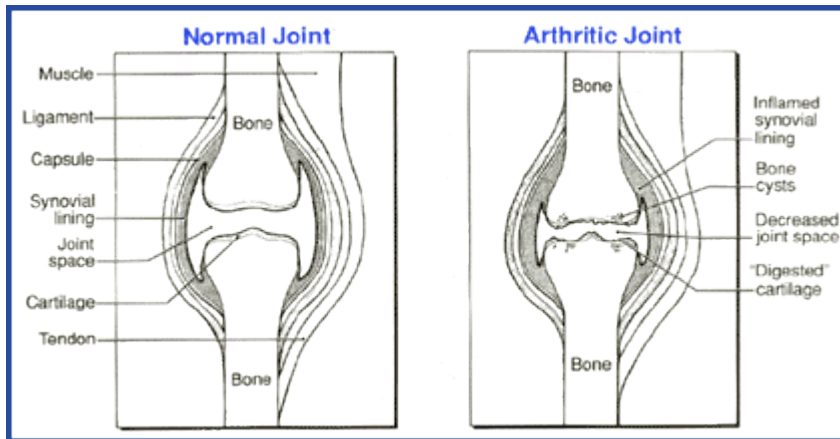 Normal Joint
Muscle
Ligament
Capsule
Synovial
lining
Joint
space
Cartilage
Tendon
Bone
Bone
Arthritic Joint
Bone
Bone
Inflamed
synovial
lining
Bone
cysts
Decreased
joint space
"Digested"
cartilage